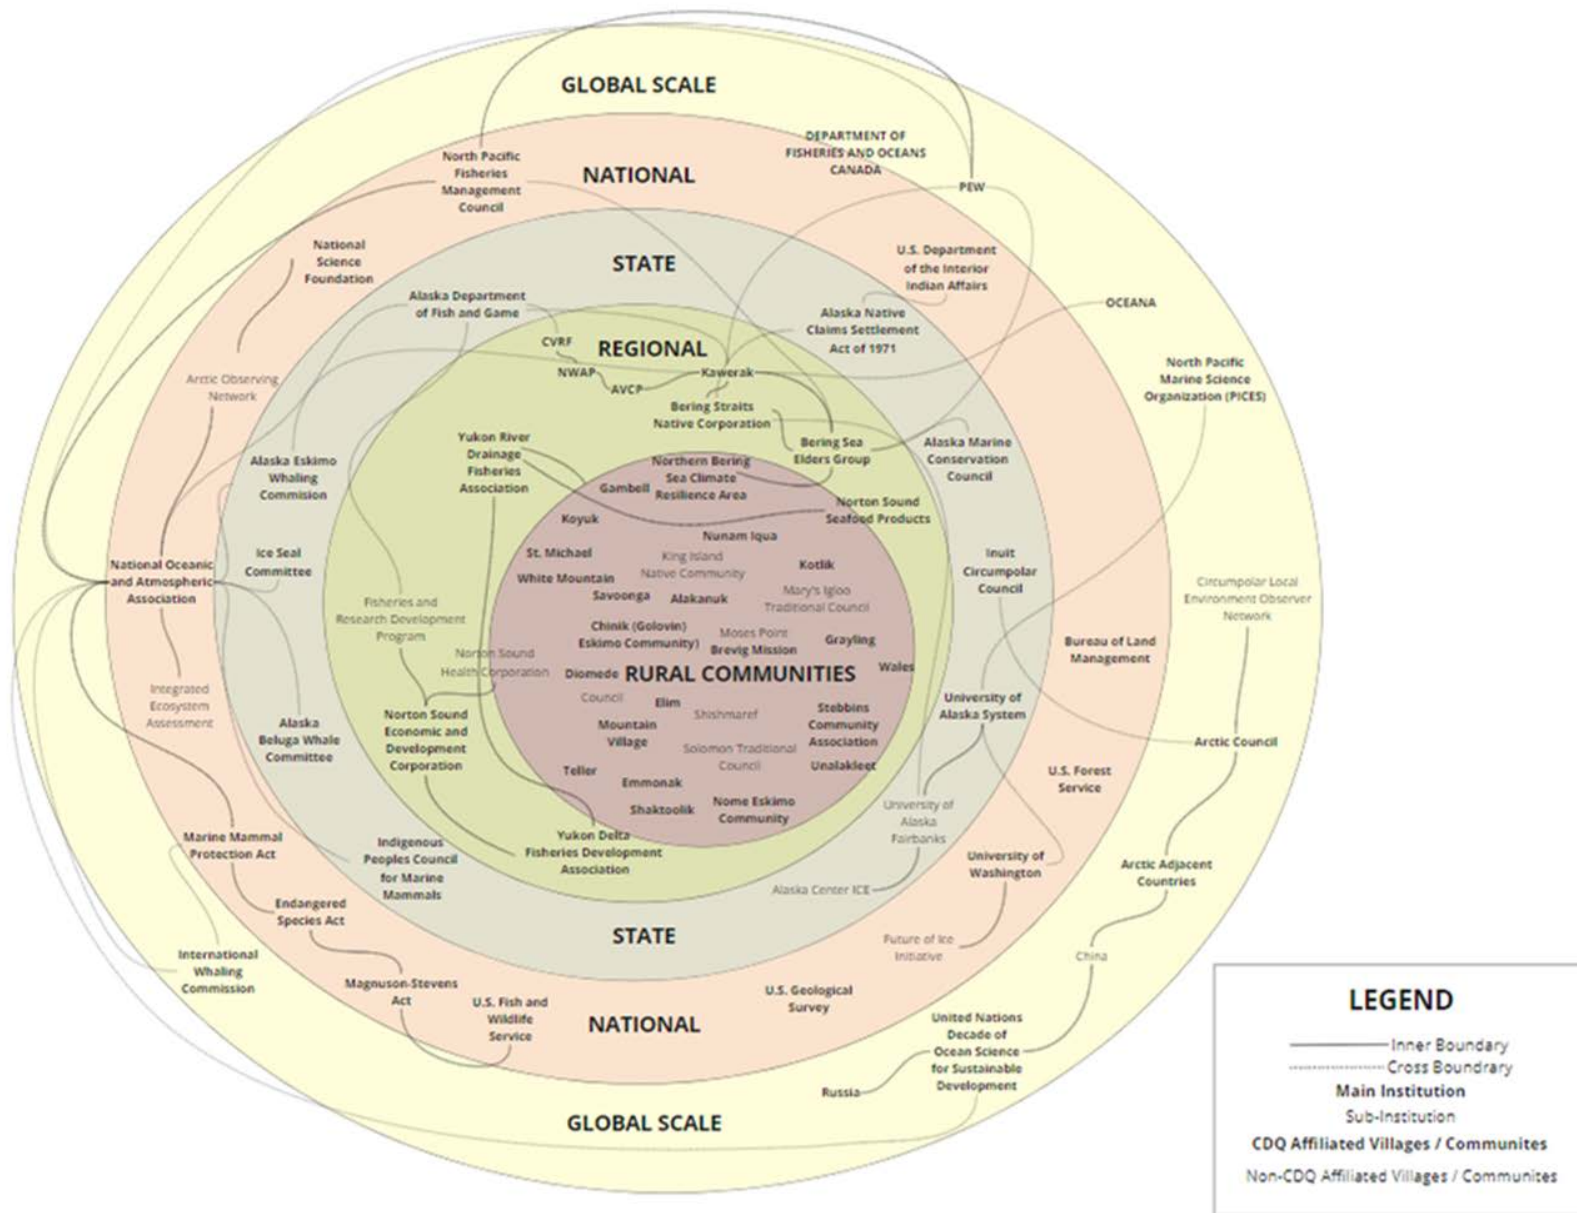 GLOBAL SCALE
DEPARTMENT OF
FISHERIES AND OCEANS
CANADA
North Pacific
Fisheries
Management
Council
NATIONAL
PEW
National
Science
Foundation
STATE
U.S. Department
of the Interior
Indian Affairs
Alaska Department
of Fish and Game
OCEANA
Alaska Native
Claims Settlement
Act of 1971
CVRF
REGIONAL
NWAP
AVCP
Kawerak
North Pacific
Marine Science
Organization (PICES)
Arctic Observing
Network
Bering Straits
Native Corporation
Yukon River
Drainage
Fisheries
Association
Bering Sea
Elders Group
Alaska Marine
Conservation
Council
Alaska Eskimo
Whaling
Commision
Northern Bering
Sea Climate
Resilience Area
Gambell
Norton Sound
Seafood Products
Koyuk
Nunam Iqua
St. Michael
King Island
Native Community
Kotlik
Inuit
Circumpolar
Council
Ice Seal
Committee
National Oceanic
and Atmospheric
Association
White Mountain
Savoonga
Alakanuk
Mary's Igloo
Traditional Council
Circumpolar Local
Environment Observer
Network
Fisheries and
Research Development
Program
Chinik (Golovin)
Eskimo Community)
Moses Point
Brevig Mission
Grayling
Bureau of Land
Management
Norton Sound
Health Corporation
Diomede
RURAL COMMUNITIES
Wales
Integrated
Ecosystem
Assessment
Council
Elim
Shishmaref
University of
Alaska System
Stebbins
Community
Association
Norton Sound
Economic and
Development
Corporation
Mountain
Village
Alaska
Beluga Whale
Committee
Solomon Traditional
Council
Arctic Council
Unalakleet
Teller
Emmonak
U.S. Forest
Service
Shaktoolik
Nome Eskimo
Community
University of
Alaska
Fairbanks
Marine Mammal
Protection Act
Indigenous
Peoples Council
for Marine
Mammals
Yukon Delta
Fisheries Development
Association
University of
Washington
Arctic Adjacent
Countries
Alaska Center ICE
Endangered
Species Act
STATE
Future of Ice
Initiative
China
International
Whaling
Commission
Magnuson-Stevens
Act
U.S. Fish and
Wildlife
Service
U.S. Geological
Survey
NATIONAL
United Nations
Decade of
Ocean Science
for Sustainable
Development
Russia
GLOBAL SCALE
LEGEND
Inner Boundary
Cross Boundrary
Main Institution
Sub-Institution
CDQ Affiliated Villages / Communites
Non-CDQ Affiliated Villages / Communites